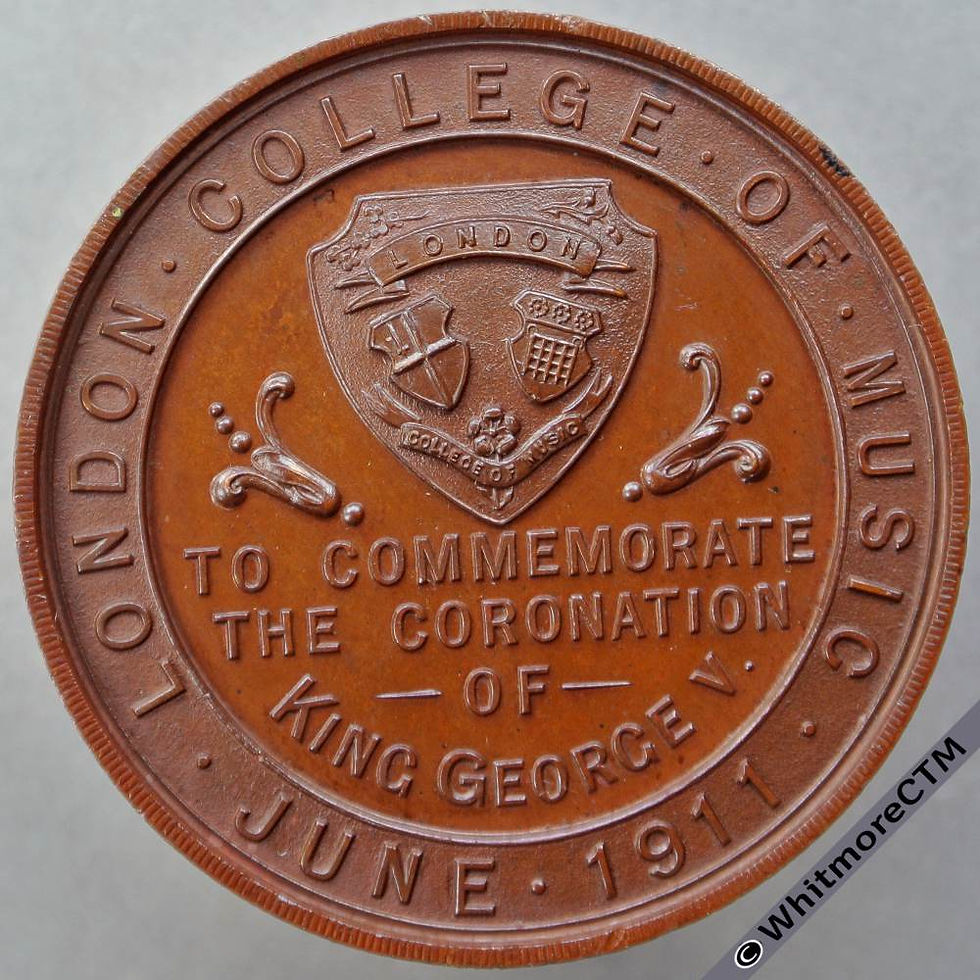 LONDON · COLLEGE · OF · MUSIC ·
LONDON
COLLEGE OF MUSIC
TO COMMEMORATE
THE CORONATION
— OF —
KING GEORGE V.
· JUNE · 1911
© WhitmoreCTM